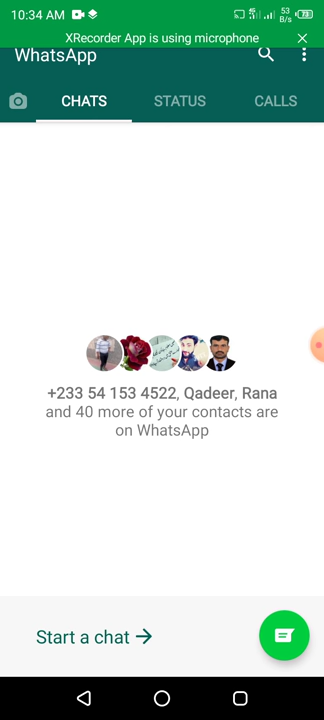 10:34 AM
53
B/s
73
XRecorder App is using microphone
WhatsApp
CHATS
STATUS
CALLS
+233 54 153 4522, Qadeer, Rana
and 40 more of your contacts are
on WhatsApp
Start a chat